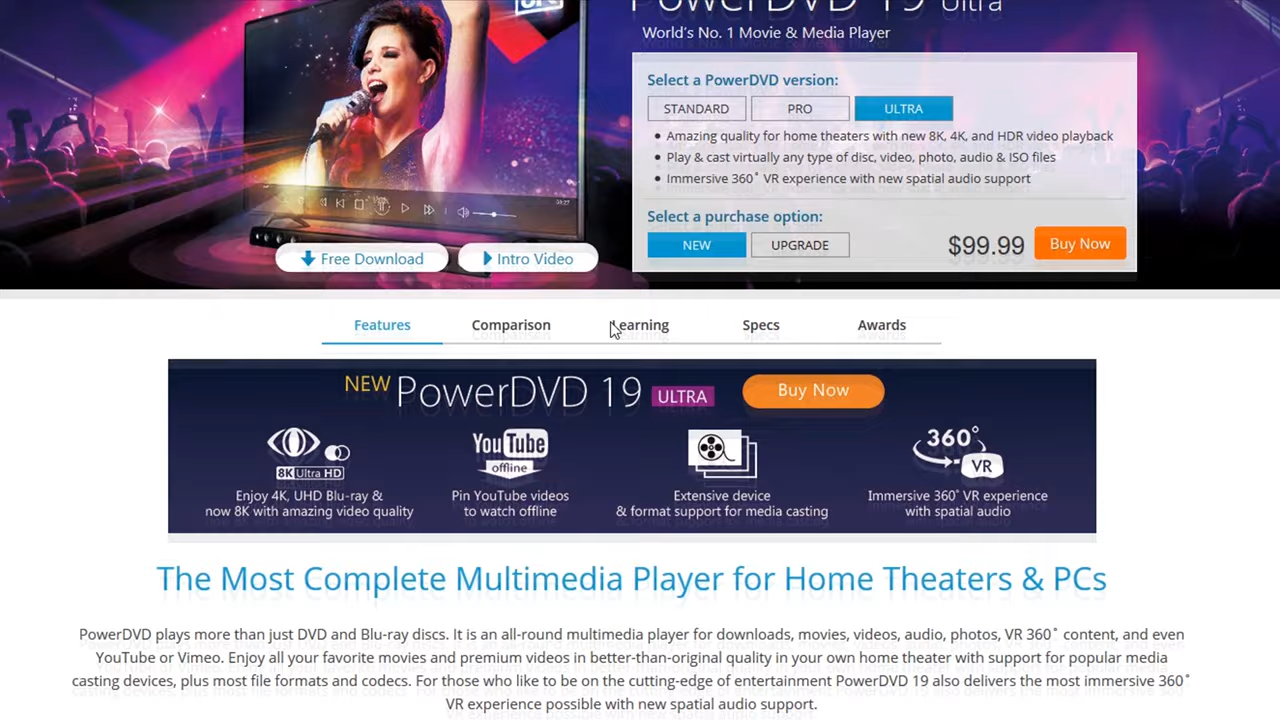 PowerDVD 19 Ultra
World's No. 1 Movie & Media Player
Select a PowerDVD version:
STANDARD
PRO
ULTRA
• Amazing quality for home theaters with new 8K, 4K, and HDR video playback
• Play & cast virtually any type of disc, video, photo, audio & ISO files
• Immersive 360˚ VR experience with new spatial audio support
Select a purchase option:
NEW
UPGRADE
$99.99
Buy Now
Free Download
Intro Video
Features
Comparison
Learning
Specs
Awards
NEW PowerDVD 19 ULTRA
Buy Now
8K Ultra HD
Enjoy 4K, UHD Blu-ray &
now 8K with amazing video quality
YouTube
offline
Pin YouTube videos
to watch offline
Extensive device
& format support for media casting
360˚
VR
Immersive 360˚ VR experience
with spatial audio
The Most Complete Multimedia Player for Home Theaters & PCs
PowerDVD plays more than just DVD and Blu-ray discs. It is an all-round multimedia player for downloads, movies, videos, audio, photos, VR 360˚ content, and even
YouTube or Vimeo. Enjoy all your favorite movies and premium videos in better-than-original quality in your own home theater with support for popular media
casting devices, plus most file formats and codecs. For those who like to be on the cutting-edge of entertainment PowerDVD 19 also delivers the most immersive 360˚
VR experience possible with new spatial audio support.